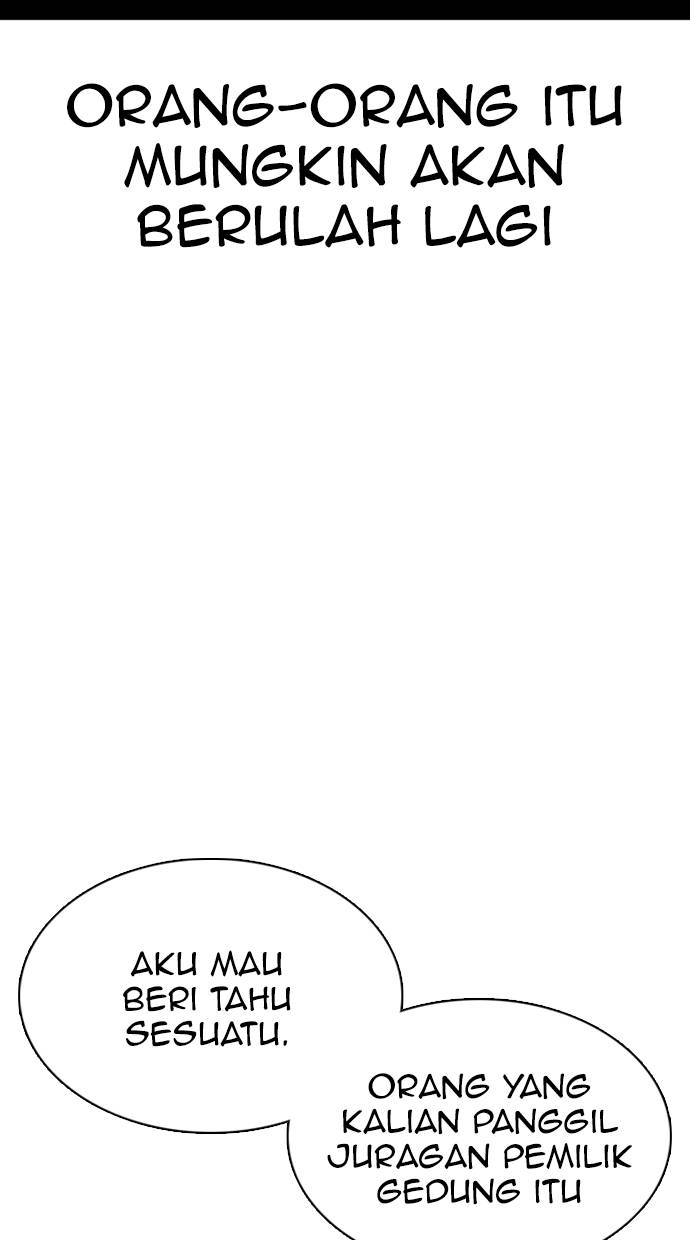 ORANG-ORANG ITU
MUNGKIN AKAN
BERULAH LAGI
AKU MAU
BERI TAHU
SESUATU.
ORANG YANG
KALIAN PANGGIL
JURAGAN PEMILIK
GEDUNG ITU